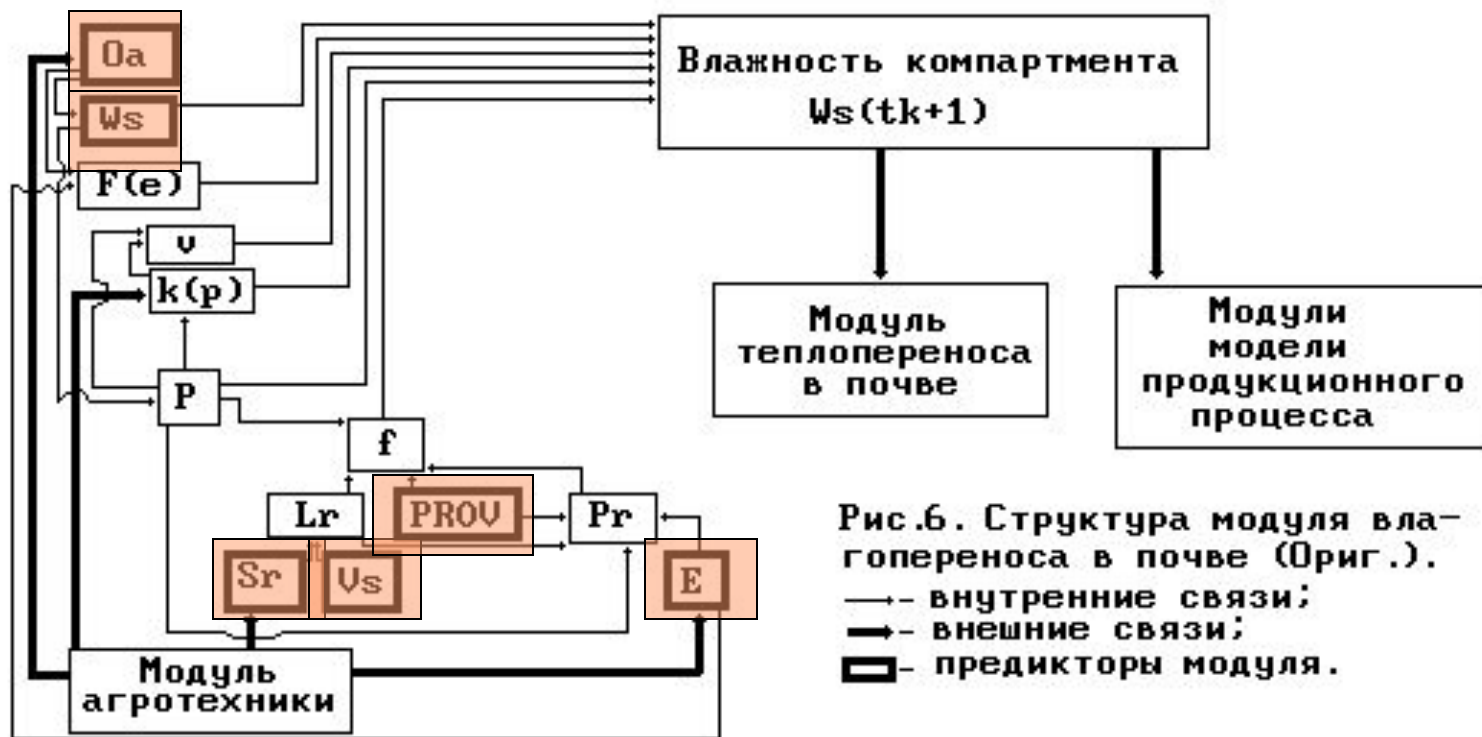 Oa
Ws
F(e)
v
k(p)
P
f
Lr
PROV
Pr
Sr
Vs
E
Модуль
агротехники
Влажность компартмента
Ws(tk+1)
Модуль
теплопереноса
в почве
Модули
модели
продукционного
процесса
Рис.6. Структура модуля вла-
гопереноса в почве (Ориг.).
- внутренние связи;
- внешние связи;
- предикторы модуля.